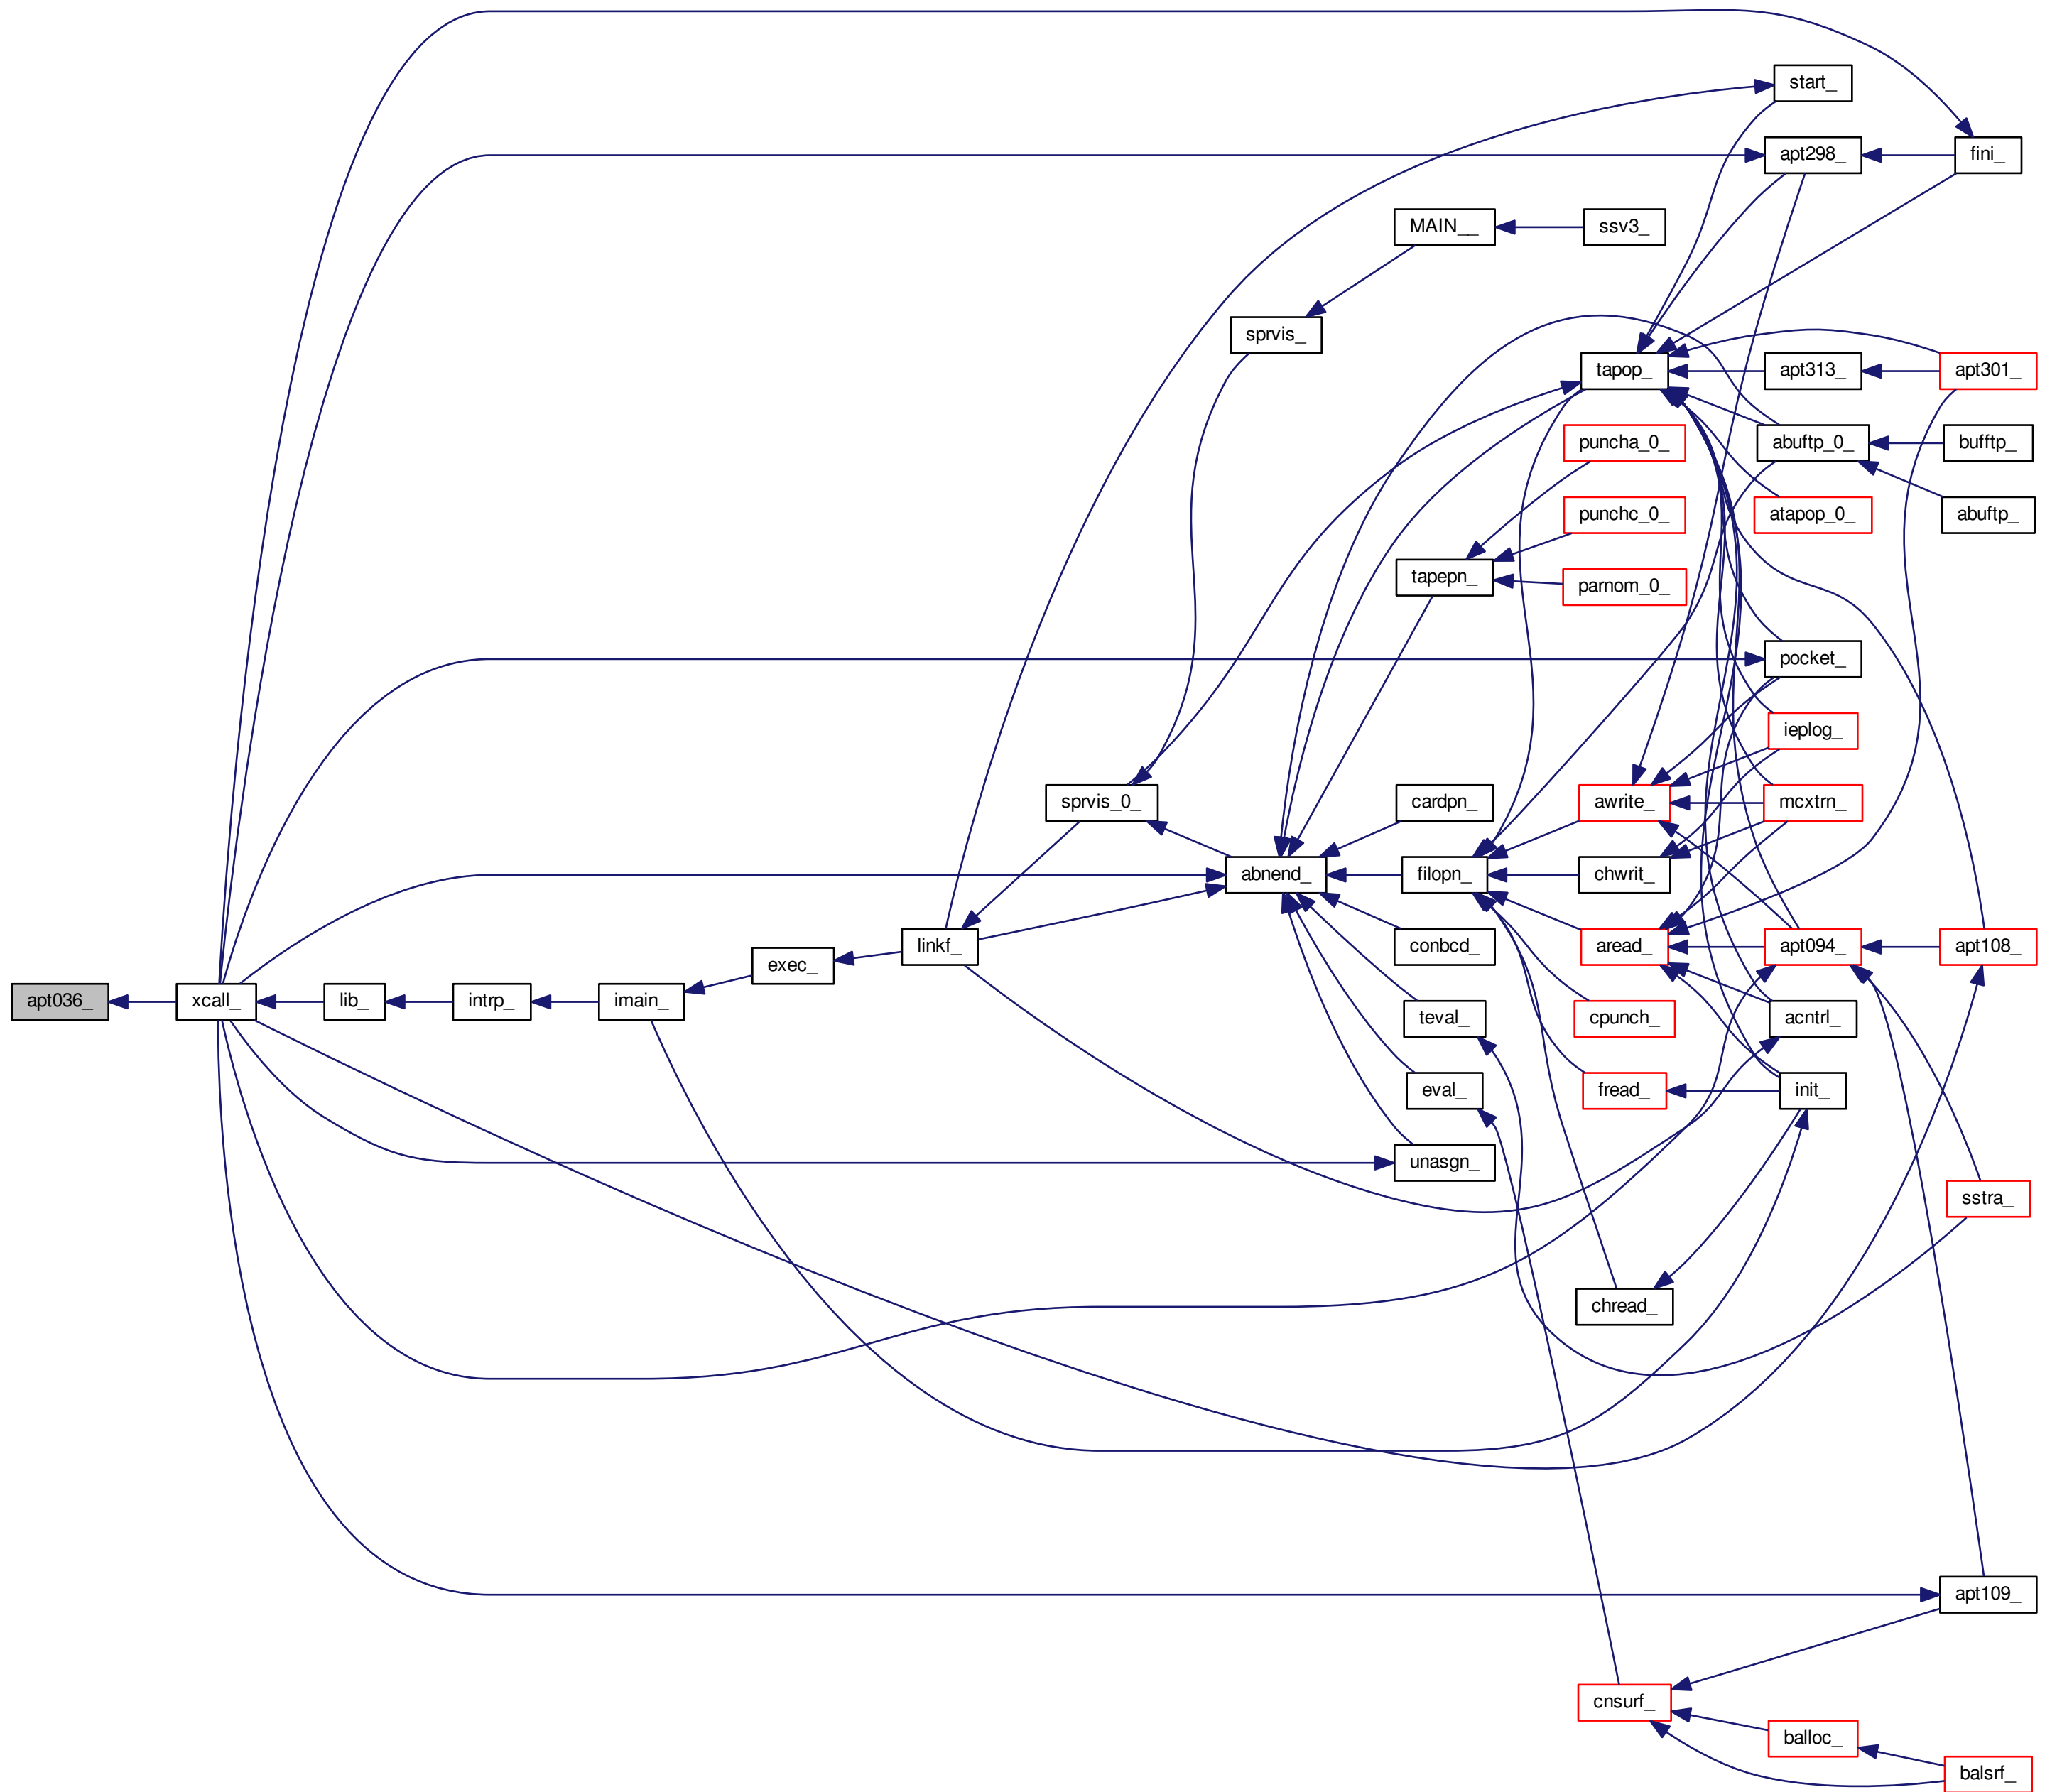 start_
apt298_
fini_
MAIN__
ssv3_
sprvis_
tapop_
apt313_
apt301_
puncha_0_
abuftp_0_
bufftp_
punchc_0_
atapop_0_
abuftp_
tapepn_
parnom_0_
pocket_
ieplog_
sprvis_0_
cardpn_
awrite_
mcxtrn_
abnend_
filopn_
chwrit_
linkf_
conbcd_
aread_
apt094_
apt108_
exec_
apt036_
xcall_
lib_
intrp_
imain_
teval_
cpunch_
acntrl_
eval_
fread_
init_
unasgn_
sstra_
chread_
apt109_
cnsurf_
balloc_
balsrf_